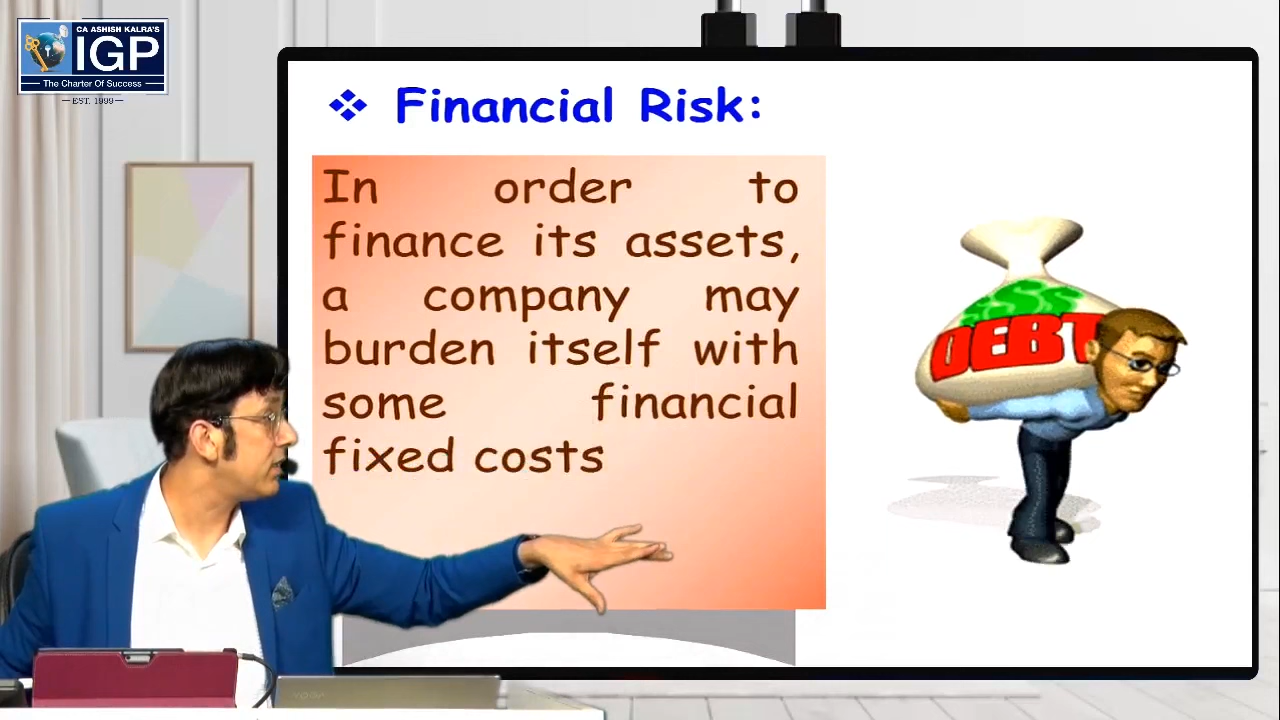 CA ASHISH KALRA'S
IGP
The Charter Of Success
EST. 1999
❖ Financial Risk:
In order to
finance its assets,
a company may
burden itself with
some financial
fixed costs
$$$
DEBT